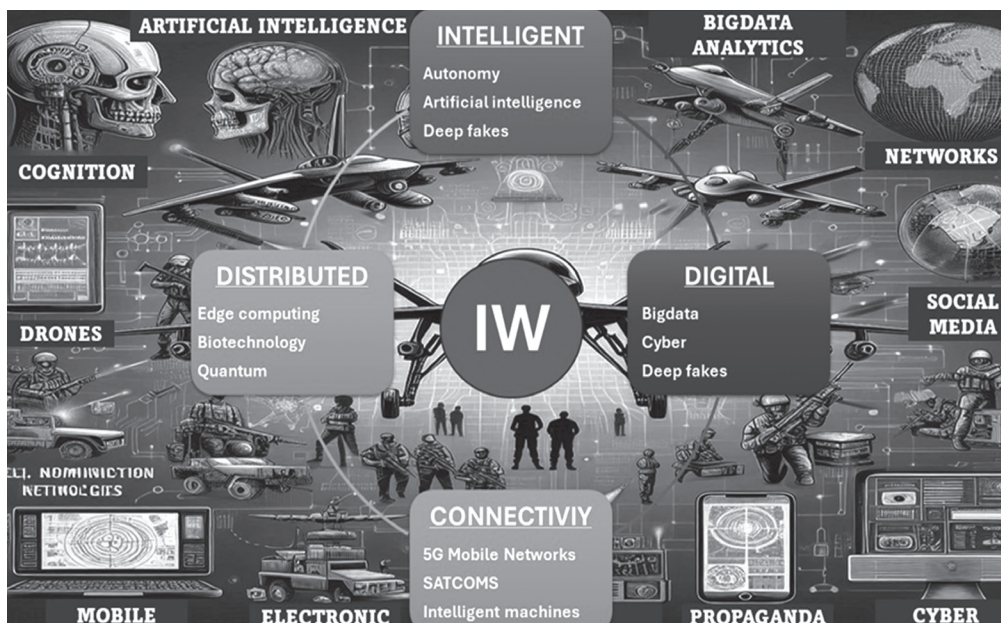 ARTIFICIAL INTELLIGENCE
INTELLIGENT
Autonomy
Artificial intelligence
Deep fakes
BIGDATA
ANALYTICS
COGNITION
NETWORKS
DISTRIBUTED
Edge computing
Biotechnology
Quantum
IW
DIGITAL
Bigdata
Cyber
Deep fakes
DRONES
SOCIAL
MEDIA
CONNECTIVIY
5G Mobile Networks
SATCOMS
Intelligent machines
MOBILE
ELECTRONIC
PROPAGANDA
CYBER